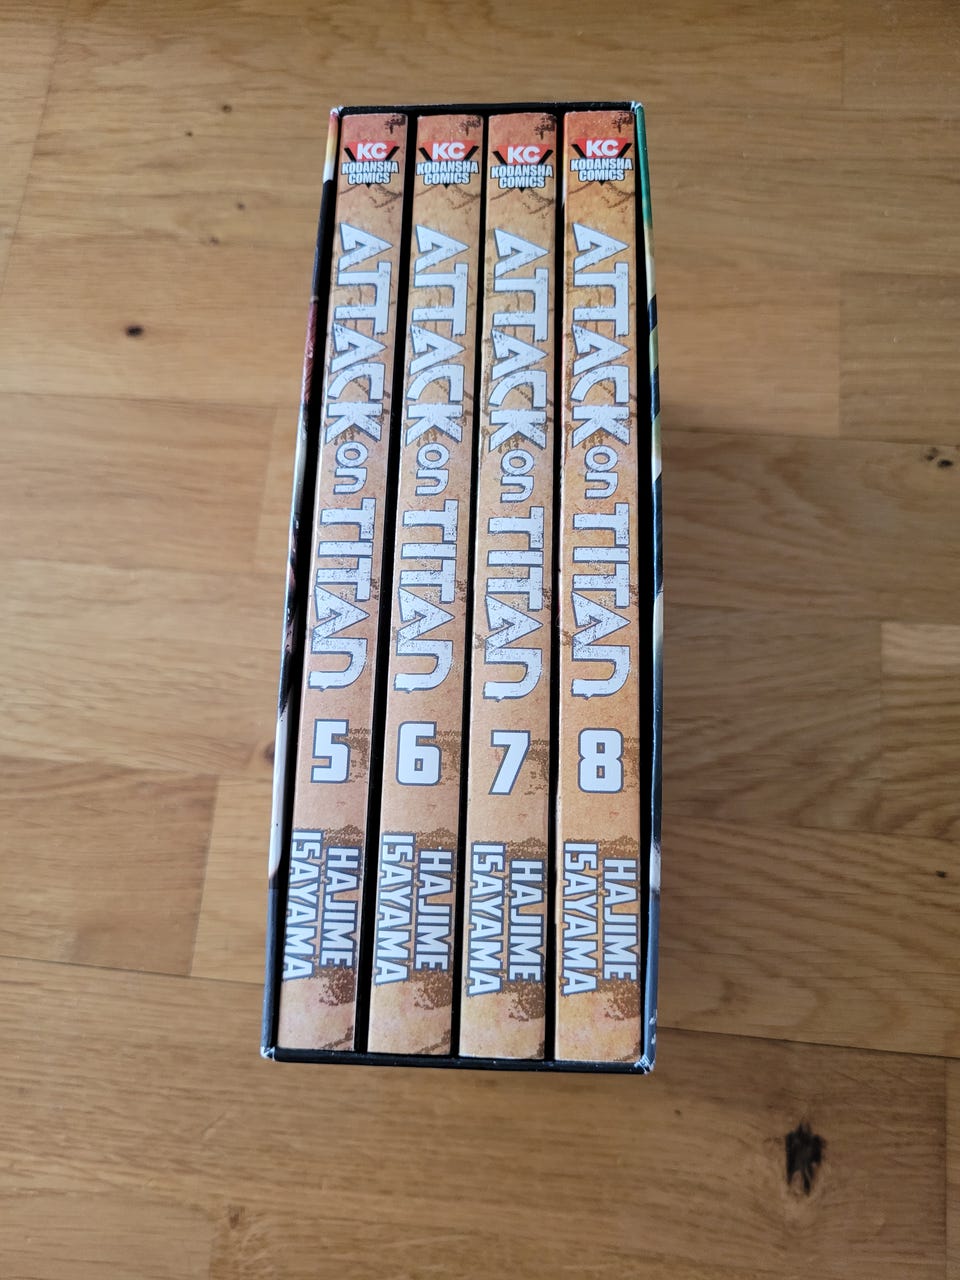 KC
KODANSHA
COMICS
ATTACK on TITAN
5
HAJIME
ISAYAMA
KC
KODANSHA
COMICS
ATTACK on TITAN
6
HAJIME
ISAYAMA
KC
KODANSHA
COMICS
ATTACK on TITAN
7
HAJIME
ISAYAMA
KC
KODANSHA
COMICS
ATTACK on TITAN
8
HAJIME
ISAYAMA